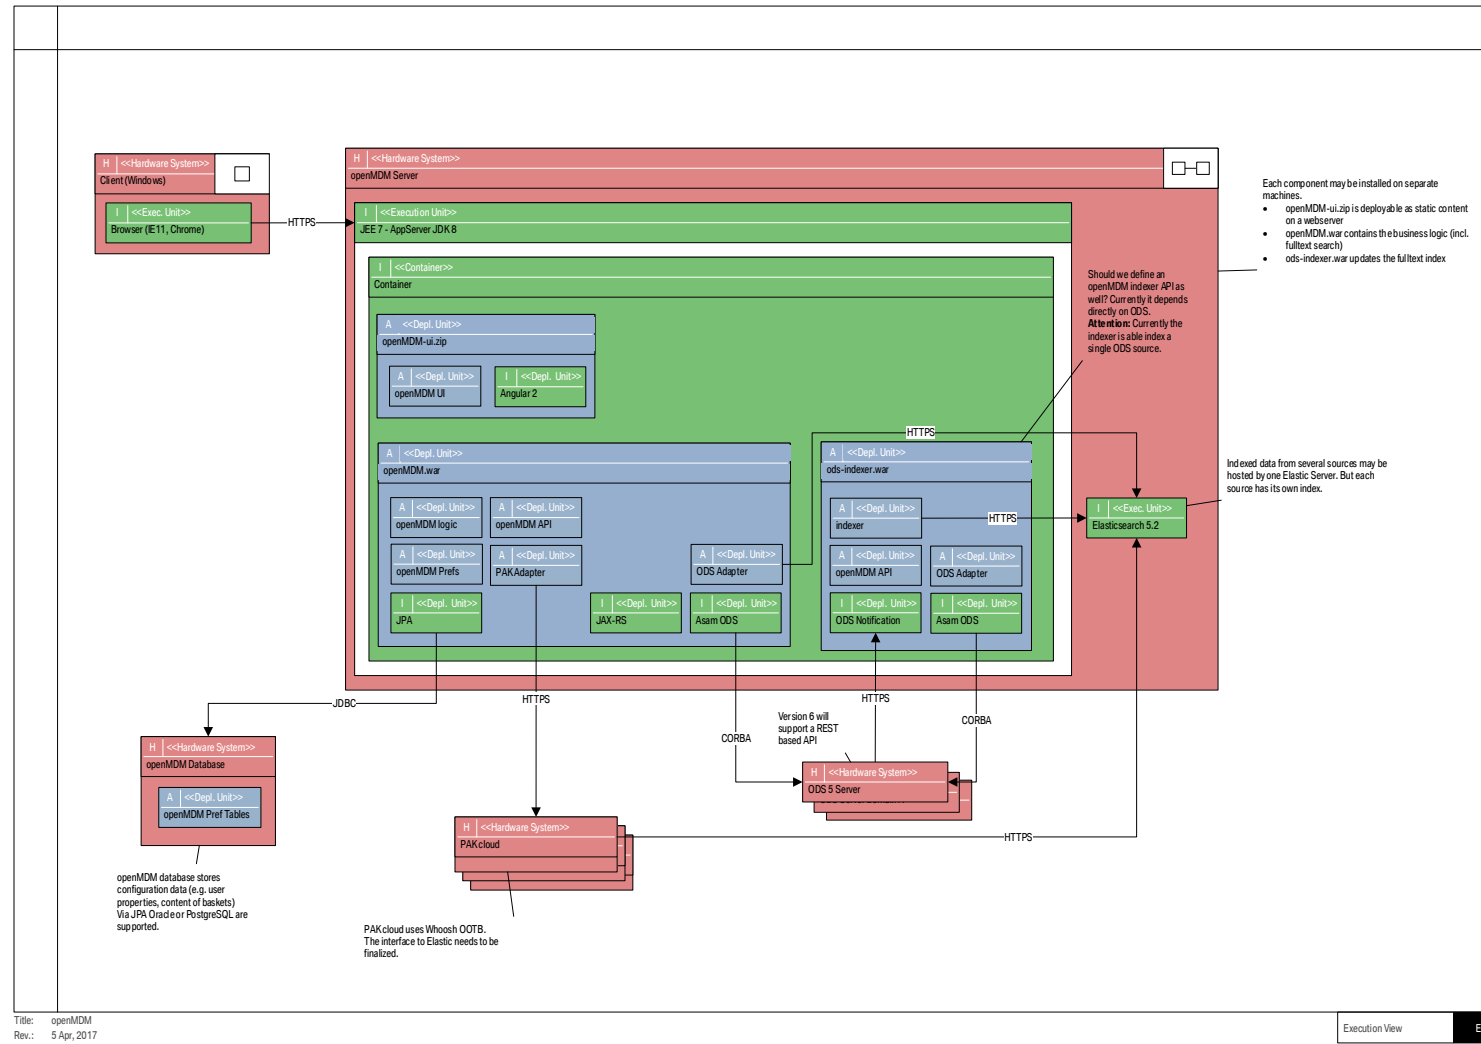 H <<Hardware System>>
Client (Windows)
I <<Exec. Unit>>
Browser (IE11, Chrome)
HTTPS
H <<Hardware System>>
openMDM Server
I <<Execution Unit>>
JEE 7 - AppServer JDK 8
I <<Container>>
Container
A <<Depl. Unit>>
openMDM-ui.zip
A <<Depl. Unit>>
openMDM UI
I <<Depl. Unit>>
Angular 2
A <<Depl. Unit>>
openMDM.war
A <<Depl. Unit>>
openMDM logic
A <<Depl. Unit>>
openMDM API
A <<Depl. Unit>>
openMDM Prefs
A <<Depl. Unit>>
PAKAdapter
A <<Depl. Unit>>
ODS Adapter
I <<Depl. Unit>>
JPA
I <<Depl. Unit>>
JAX-RS
I <<Depl. Unit>>
Asam ODS
HTTPS
A <<Depl. Unit>>
ods-indexer.war
A <<Depl. Unit>>
indexer
HTTPS
A <<Depl. Unit>>
openMDM API
A <<Depl. Unit>>
ODS Adapter
I <<Depl. Unit>>
ODS Notification
I <<Depl. Unit>>
Asam ODS
I <<Exec. Unit>>
Elasticsearch 5.2
Should we define an
openMDM indexer API as
well? Currently it depends
directly on ODS.
Attention: Currently the
indexer is able index a
single ODS source.
Each component may be installed on separate
machines.
• openMDM-ui.zip is deployable as static content
on a webserver
• openMDM.war contains the business logic (incl.
fulltext search)
• ods-indexer.war updates the fulltext index
Indexed data from several sources may be
hosted by one Elastic Server. But each
source has its own index.
JDBC
HTTPS
CORBA
HTTPS
CORBA
Version 6 will
support a REST
based API
H <<Hardware System>>
openMDM Database
A <<Depl. Unit>>
openMDM Pref Tables
H <<Hardware System>>
ODS 5 Server
H <<Hardware System>>
PAKcloud
HTTPS
openMDM database stores
configuration data (e.g. user
properties, content of baskets)
Via JPA Oracle or PostgreSQL are
supported.
PAKcloud uses Whoosh OOTB.
The interface to Elastic needs to be
finalized.
Title: openMDM
Rev.: 5 Apr, 2017
Execution View
E